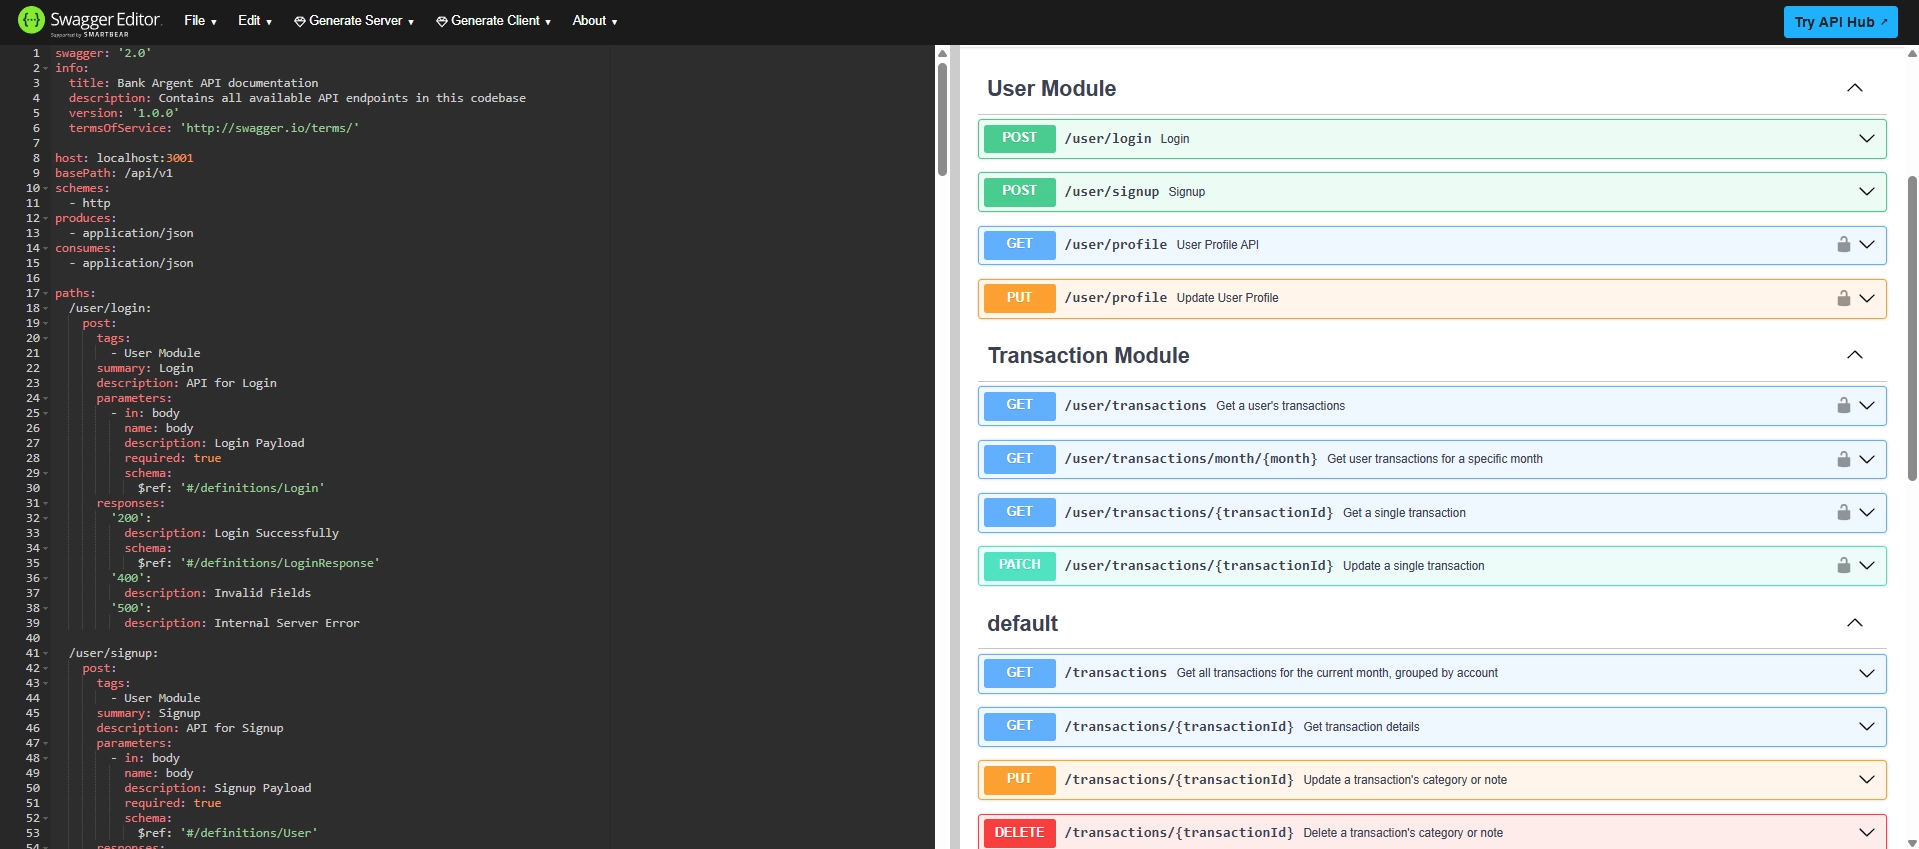 Swagger Editor
Supported by SMARTBEAR
File Edit Generate Server Generate Client About
Try API Hub
1 swagger: '2.0'
2 info:
3 title: Bank Argent API documentation
4 description: Contains all available API endpoints in this codebase
5 version: '1.0.0'
6 termsOfService: 'http://swagger.io/terms/'
7
8 host: localhost:3001
9 basePath: /api/v1
10 schemes:
11 - http
12 produces:
13 - application/json
14 consumes:
15 - application/json
16
17 paths:
18 /user/login:
19 post:
20 tags:
21 - User Module
22 summary: Login
23 description: API for Login
24 parameters:
25 - in: body
26 name: body
27 description: Login Payload
28 required: true
29 schema:
30 $ref: '#/definitions/Login'
31 responses:
32 '200':
33 description: Login Successfully
34 schema:
35 $ref: '#/definitions/LoginResponse'
36 '400':
37 description: Invalid Fields
38 '500':
39 description: Internal Server Error
40
41 /user/signup:
42 post:
43 tags:
44 - User Module
45 summary: Signup
46 description: API for Signup
47 parameters:
48 - in: body
49 name: body
50 description: Signup Payload
51 required: true
52 schema:
53 $ref: '#/definitions/User'
54 responses:
User Module
POST /user/login Login
POST /user/signup Signup
GET /user/profile User Profile API
PUT /user/profile Update User Profile
Transaction Module
GET /user/transactions Get a user's transactions
GET /user/transactions/month/{month} Get user transactions for a specific month
GET /user/transactions/{transactionId} Get a single transaction
PATCH /user/transactions/{transactionId} Update a single transaction
default
GET /transactions Get all transactions for the current month, grouped by account
GET /transactions/{transactionId} Get transaction details
PUT /transactions/{transactionId} Update a transaction's category or note
DELETE /transactions/{transactionId} Delete a transaction's category or note